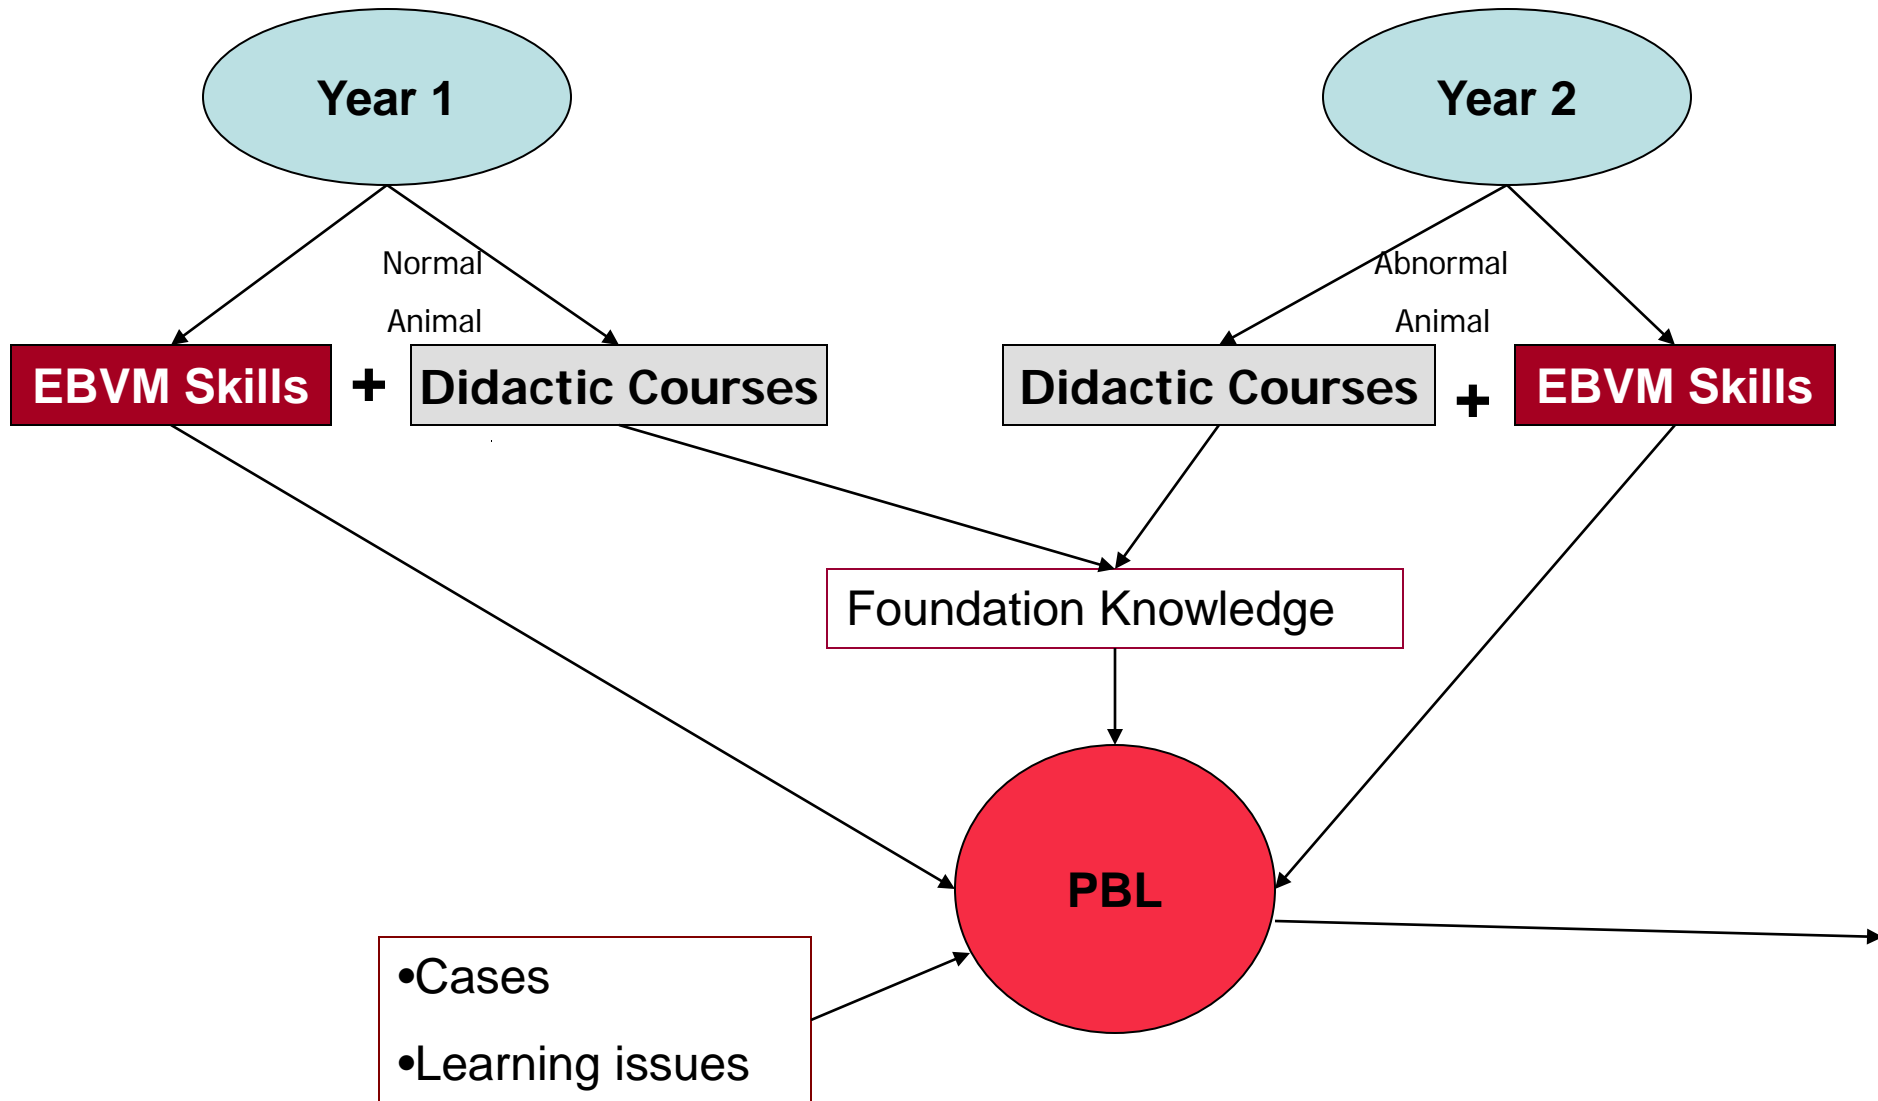 Year 1
Year 2
Normal
Animal
Abnormal
Animal
EBVM Skills
+
Didactic Courses
Didactic Courses
+
EBVM Skills
Foundation Knowledge
PBL
•Cases
•Learning issues